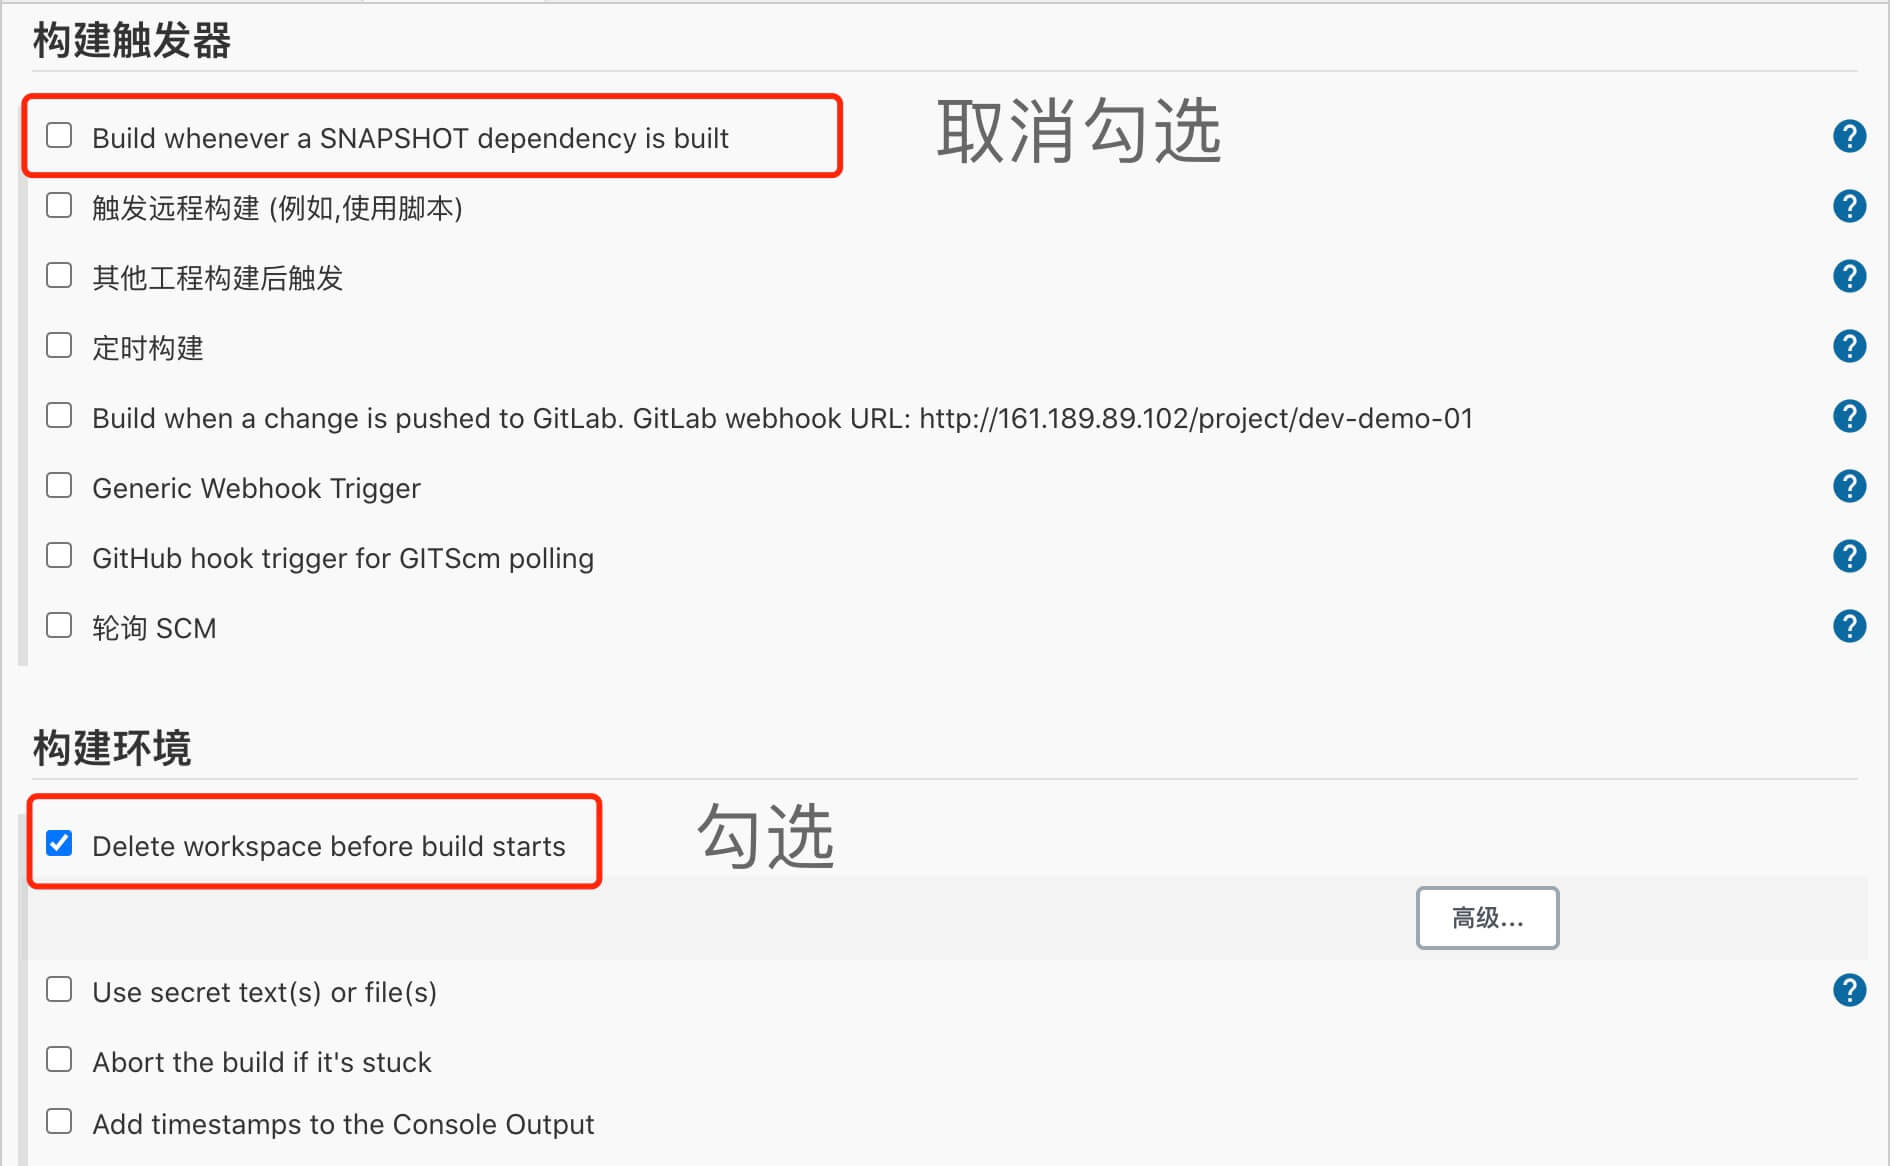 构建触发器
Build whenever a SNAPSHOT dependency is built
取消勾选
触发远程构建 (例如,使用脚本)
其他工程构建后触发
定时构建
Build when a change is pushed to GitLab. GitLab webhook URL: http://161.189.89.102/project/dev-demo-01
Generic Webhook Trigger
GitHub hook trigger for GITScm polling
轮询 SCM
构建环境
Delete workspace before build starts
勾选
高级...
Use secret text(s) or file(s)
Abort the build if it's stuck
Add timestamps to the Console Output